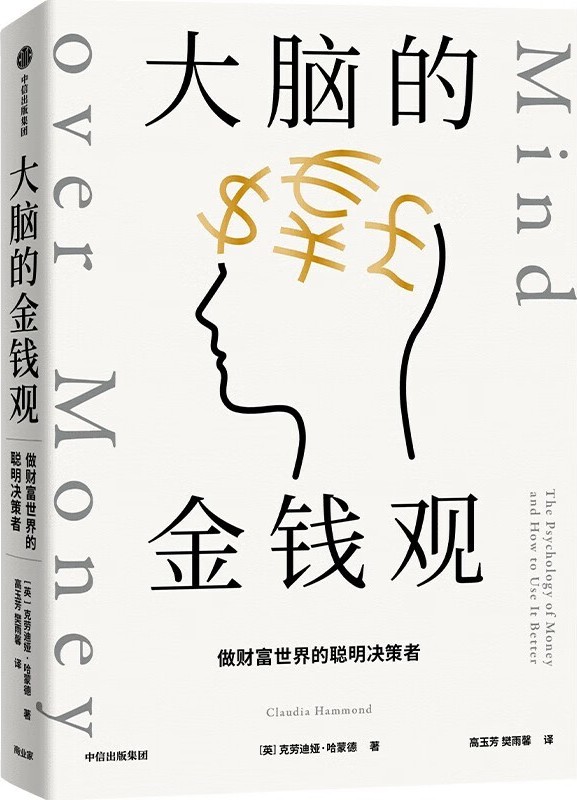 中信出版集团
大脑的金钱观
做财富世界的
聪明决策者
[英] 克劳迪娅·哈蒙德 著
高玉芳 樊雨馨 译
商业家
大脑的
Mind
over Money
金钱观
The Psychology of Money
and How to Use It Better
做财富世界的聪明决策者
Claudia Hammond
[英] 克劳迪娅·哈蒙德 著
高玉芳 樊雨馨 译
中信出版集团